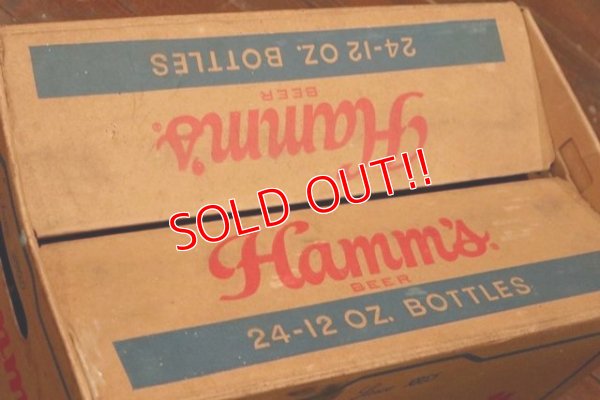 24-12 OZ. BOTTLES
Hamm's
BEER
SOLD OUT!!
Hamm's
BEER
24-12 OZ. BOTTLES